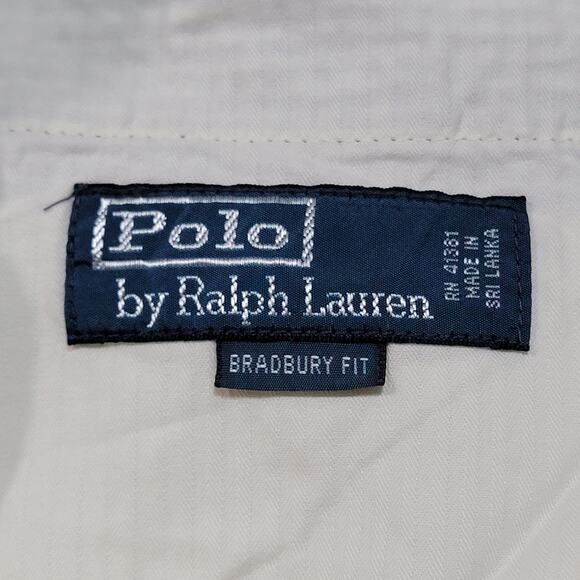 Polo
by Ralph Lauren
RN 41381
MADE IN
SRI LANKA
BRADBURY FIT